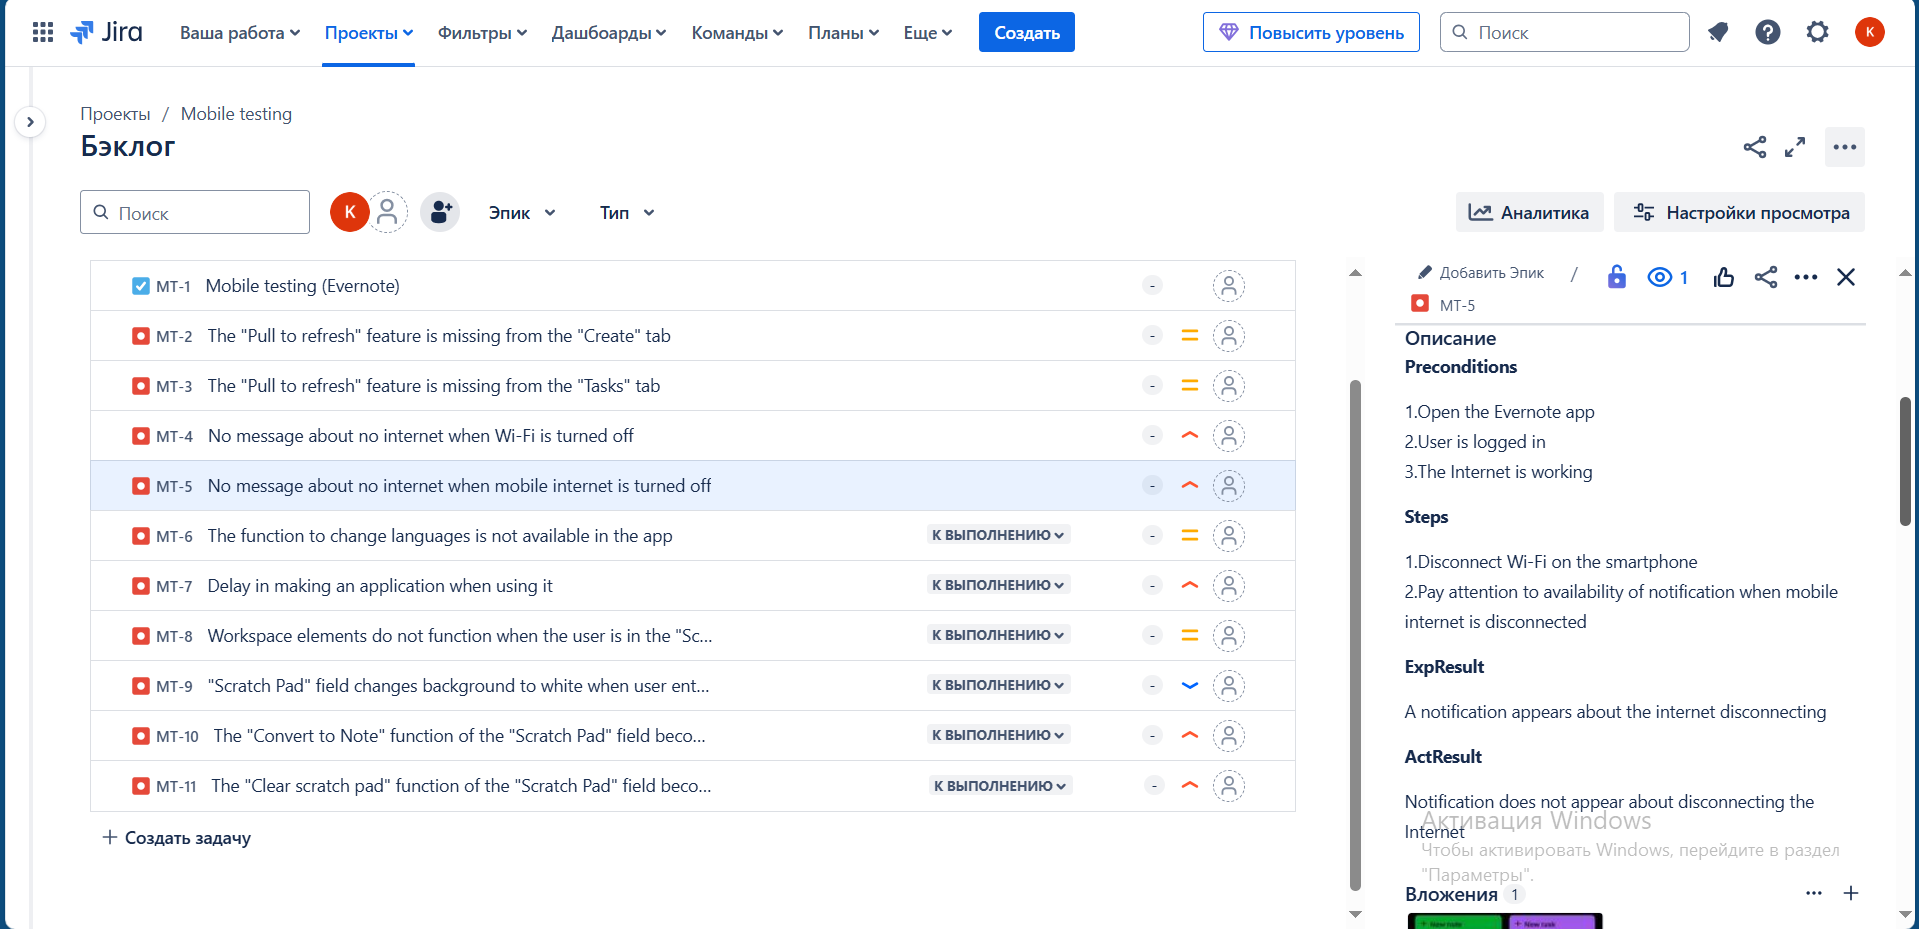 Jira
Ваша работа
Проекты
Фильтры
Дашboарды
Команды
Планы
Еще
Создать
Повысить уровень
Поиск
K
Проекты / Mobile testing
Бэклог
Поиск
K
Эпик
Тип
Аналитика
Настройки просмотра
MT-1 Mobile testing (Evernote) -
MT-2 The "Pull to refresh" feature is missing from the "Create" tab -
MT-3 The "Pull to refresh" feature is missing from the "Tasks" tab -
MT-4 No message about no internet when Wi-Fi is turned off -
MT-5 No message about no internet when mobile internet is turned off -
MT-6 The function to change languages is not available in the app К ВЫПОЛНЕНИЮ -
MT-7 Delay in making an application when using it К ВЫПОЛНЕНИЮ -
MT-8 Workspace elements do not function when the user is in the "Sc... К ВЫПОЛНЕНИЮ -
MT-9 "Scratch Pad" field changes background to white when user ent... К ВЫПОЛНЕНИЮ -
MT-10 The "Convert to Note" function of the "Scratch Pad" field beco... К ВЫПОЛНЕНИЮ -
MT-11 The "Clear scratch pad" function of the "Scratch Pad" field beco... К ВЫПОЛНЕНИЮ -
+ Создать задачу
Добавить Эпик / 1
MT-5
Описание
Preconditions
1.Open the Evernote app
2.User is logged in
3.The Internet is working
Steps
1.Disconnect Wi-Fi on the smartphone
2.Pay attention to availability of notification when mobile
internet is disconnected
ExpResult
A notification appears about the internet disconnecting
ActResult
Notification does not appear about disconnecting the
Internet
Активация Windows
Чтобы активировать Windows, перейдите в раздел
"Параметры".
Вложения 1
+ New note
+ New task